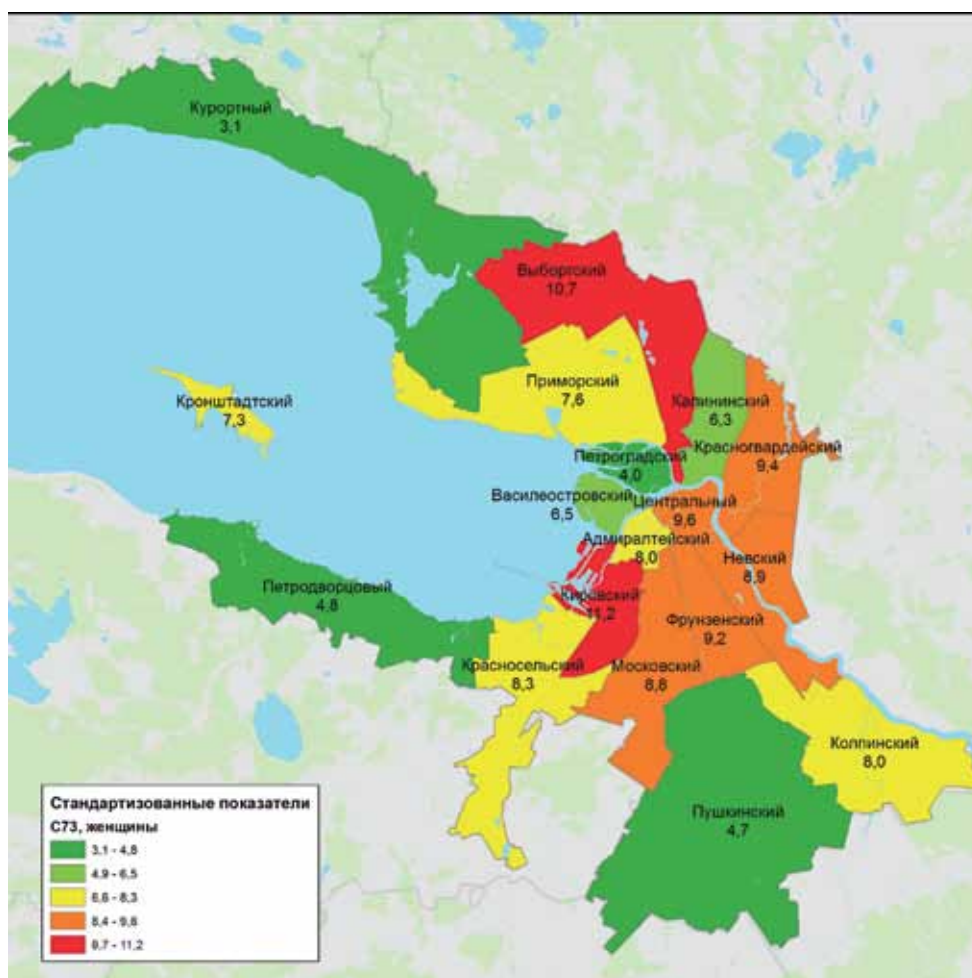 Курортный
3,1
Выборгский
10,7
Приморский
7,6
Кронштадтский
7,3
Калининский
6,3
Красногвардейский
9,4
Петроградский
4,0
Василеостровский
6,5
Центральный
9,6
Адмиралтейский
8,0
Невский
8,9
Петродворцовый
4,8
Кировский
11,2
Фрунзенский
9,2
Красносельский
8,3
Московский
8,8
Колпинский
8,0
Пушкинский
4,7
Стандартизованные показатели
С73, женщины
3,1 - 4,8
4,9 - 6,5
6,6 - 8,3
8,4 - 9,6
9,7 - 11,2